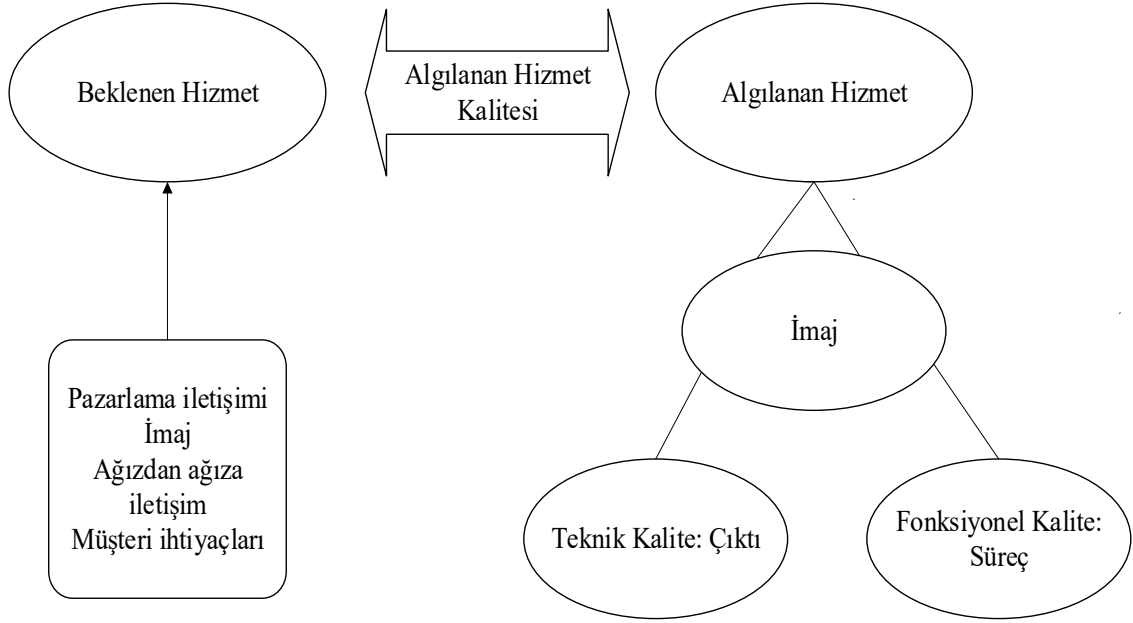 Beklenen Hizmet
Algılanan Hizmet
Kalitesi
Algılanan Hizmet
İmaj
Pazarlama iletişimi
İmaj
Ağızdan ağıza
iletişim
Müşteri ihtiyaçları
Teknik Kalite: Çıktı
Fonksiyonel Kalite:
Süreç